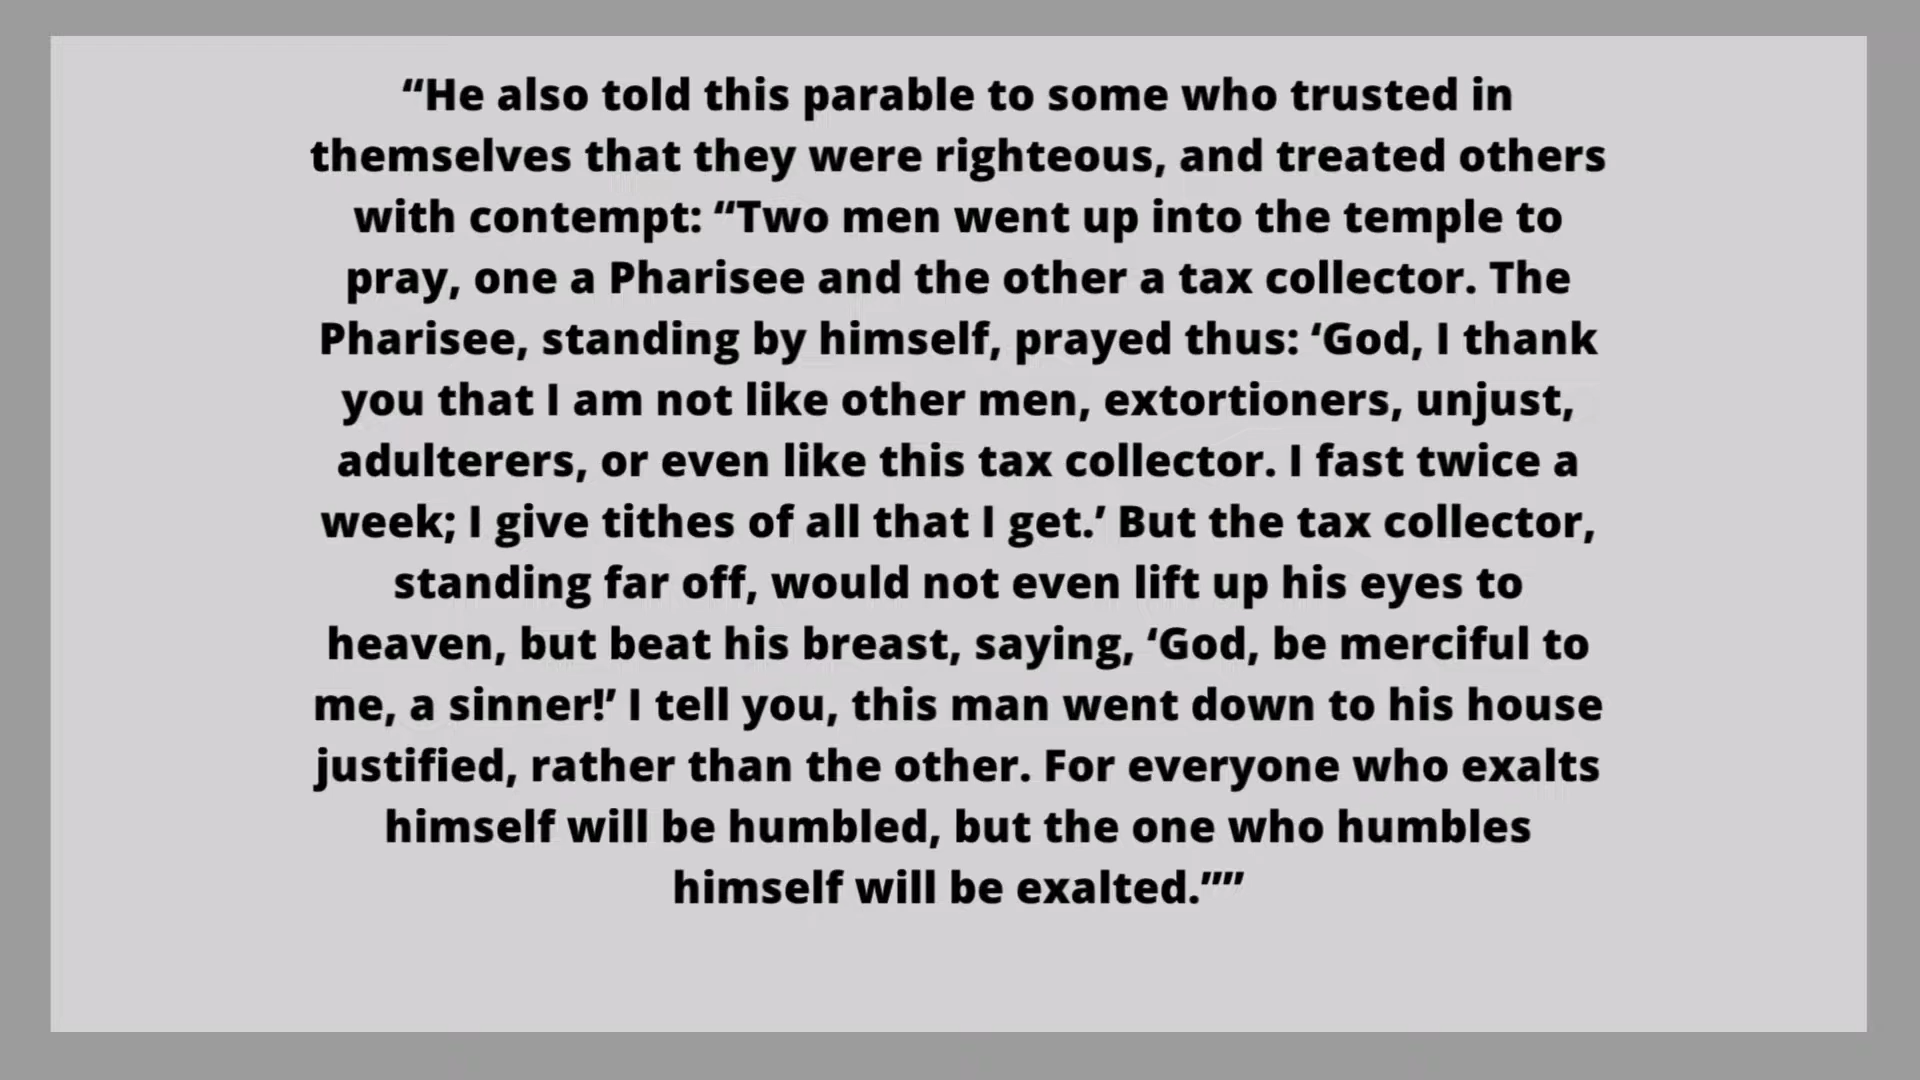 “He also told this parable to some who trusted in
themselves that they were righteous, and treated others
with contempt: “Two men went up into the temple to
pray, one a Pharisee and the other a tax collector. The
Pharisee, standing by himself, prayed thus: ‘God, I thank
you that I am not like other men, extortioners, unjust,
adulterers, or even like this tax collector. I fast twice a
week; I give tithes of all that I get.’ But the tax collector,
standing far off, would not even lift up his eyes to
heaven, but beat his breast, saying, ‘God, be merciful to
me, a sinner!’ I tell you, this man went down to his house
justified, rather than the other. For everyone who exalts
himself will be humbled, but the one who humbles
himself will be exalted.””